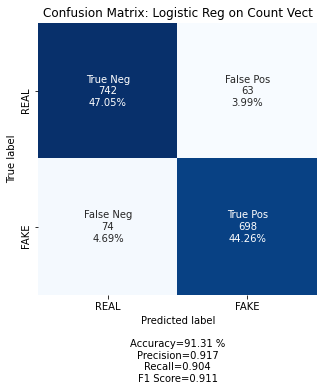 Confusion Matrix: Logistic Reg on Count Vect
True Neg
742
47.05%
False Pos
63
3.99%
REAL
True label
False Neg
74
4.69%
True Pos
698
44.26%
FAKE
REAL
FAKE
Predicted label
Accuracy=91.31 %
Precision=0.917
Recall=0.904
F1 Score=0.911